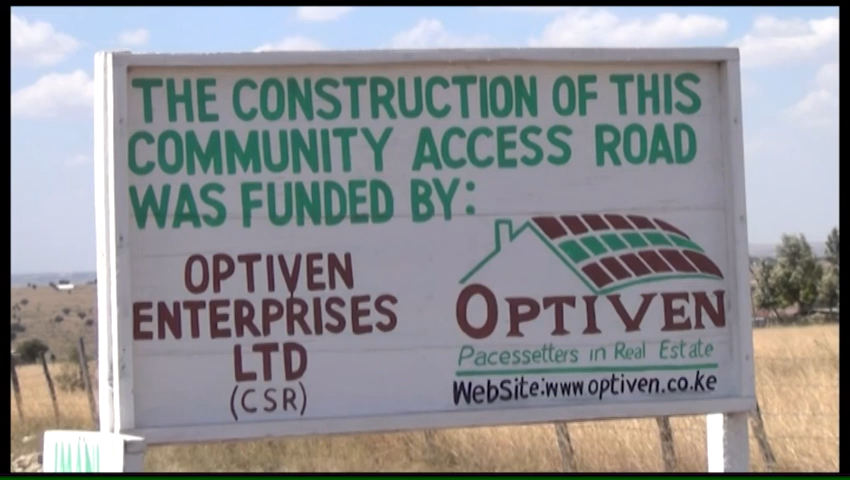 THE CONSTRUCTION OF THIS
COMMUNITY ACCESS ROAD
WAS FUNDED BY:
OPTIVEN
ENTERPRISES
LTD
(CSR)
OPTIVEN
Pacessetters in Real Estate
WebSite:www.optiven.co.ke